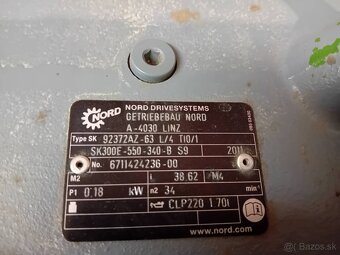 NORD
NORD DRIVESYSTEMS
GETRIEBEBAU NORD
A-4030 LINZ
Type SK 92372AZ-63 L/4 TI0/1
SK300E-550-340-B S9 2011
No. 6711424236-00
M2 i. 38.62 M4
P1 0,18 kW n2 34 min⁻¹
CLP220 1.70l
www.nord.com
bazos.sk